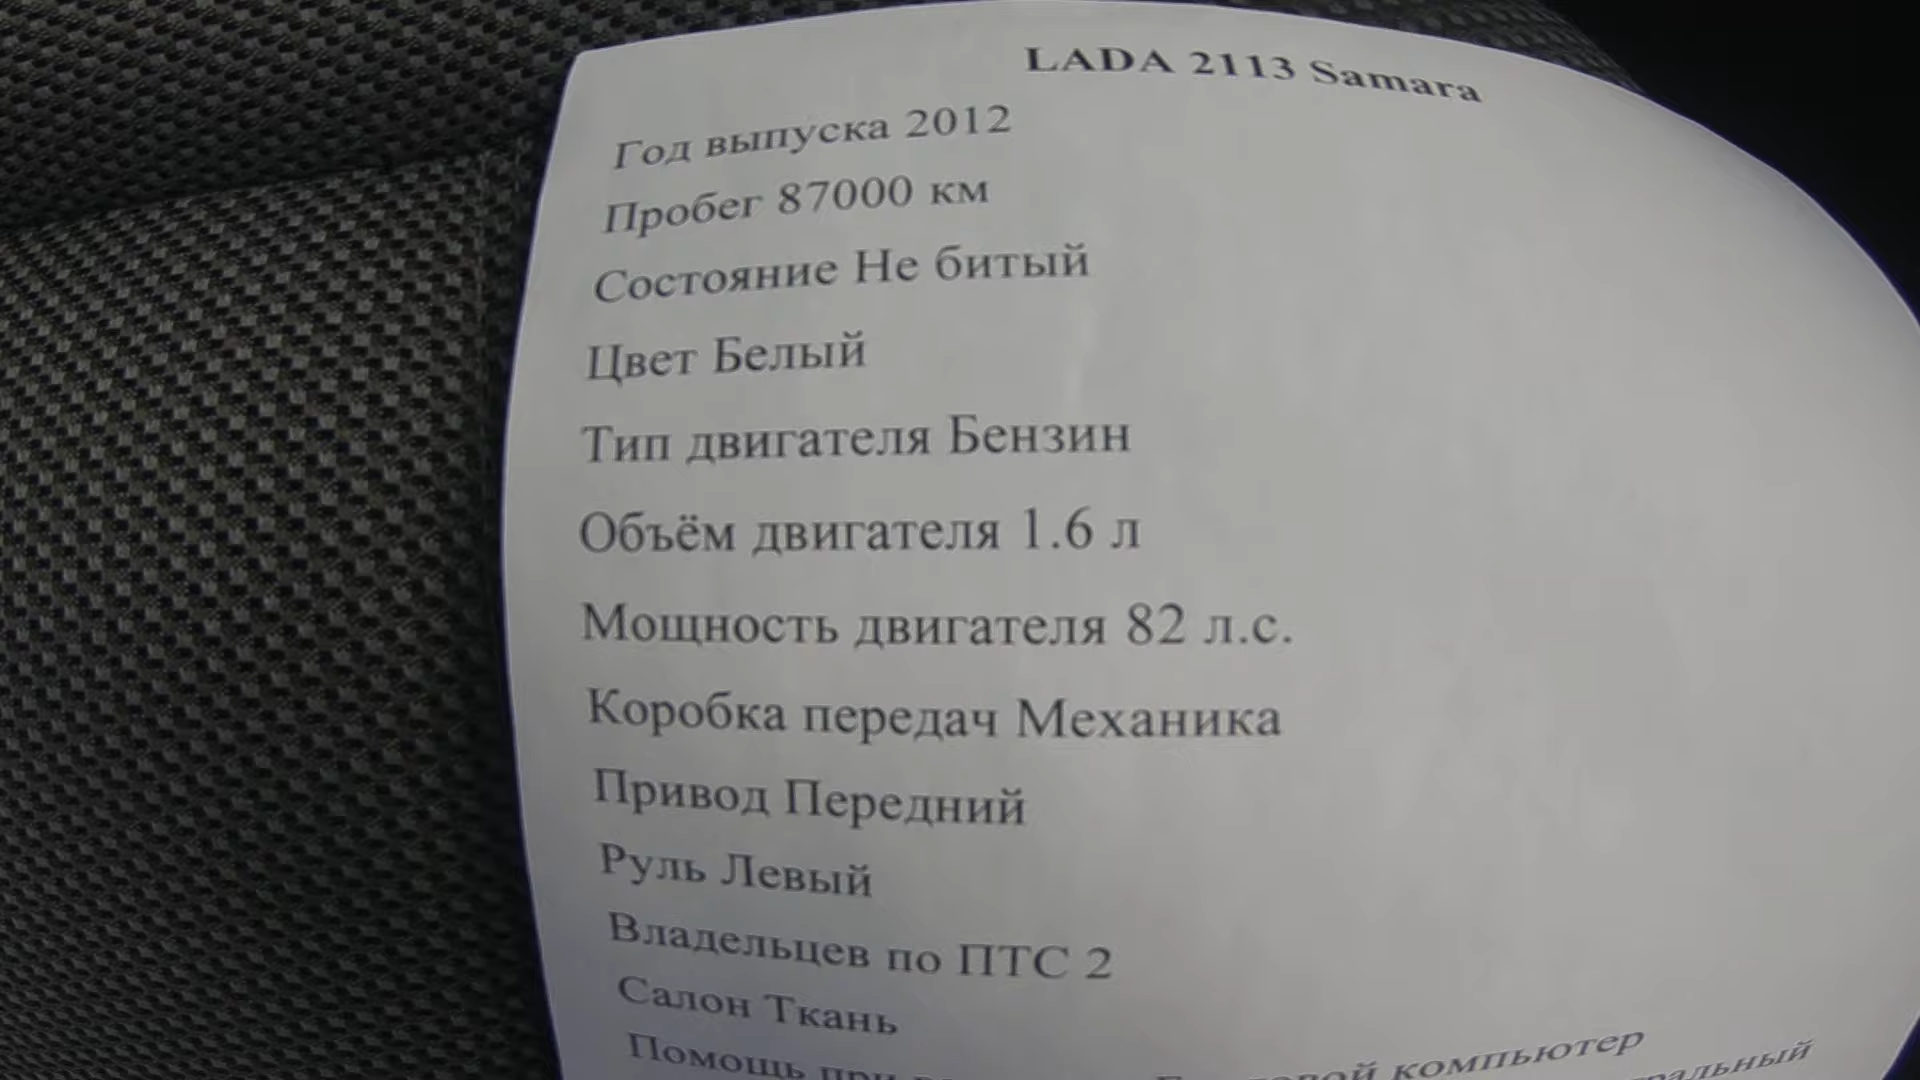 LADA 2113 Samara
Год выпуска 2012
Пробег 87000 км
Состояние Не битый
Цвет Белый
Тип двигателя Бензин
Объём двигателя 1.6 л
Мощность двигателя 82 л.с.
Коробка передач Механика
Привод Передний
Руль Левый
Владельцев по ПТС 2
Салон Ткань
Помощь при компьютер